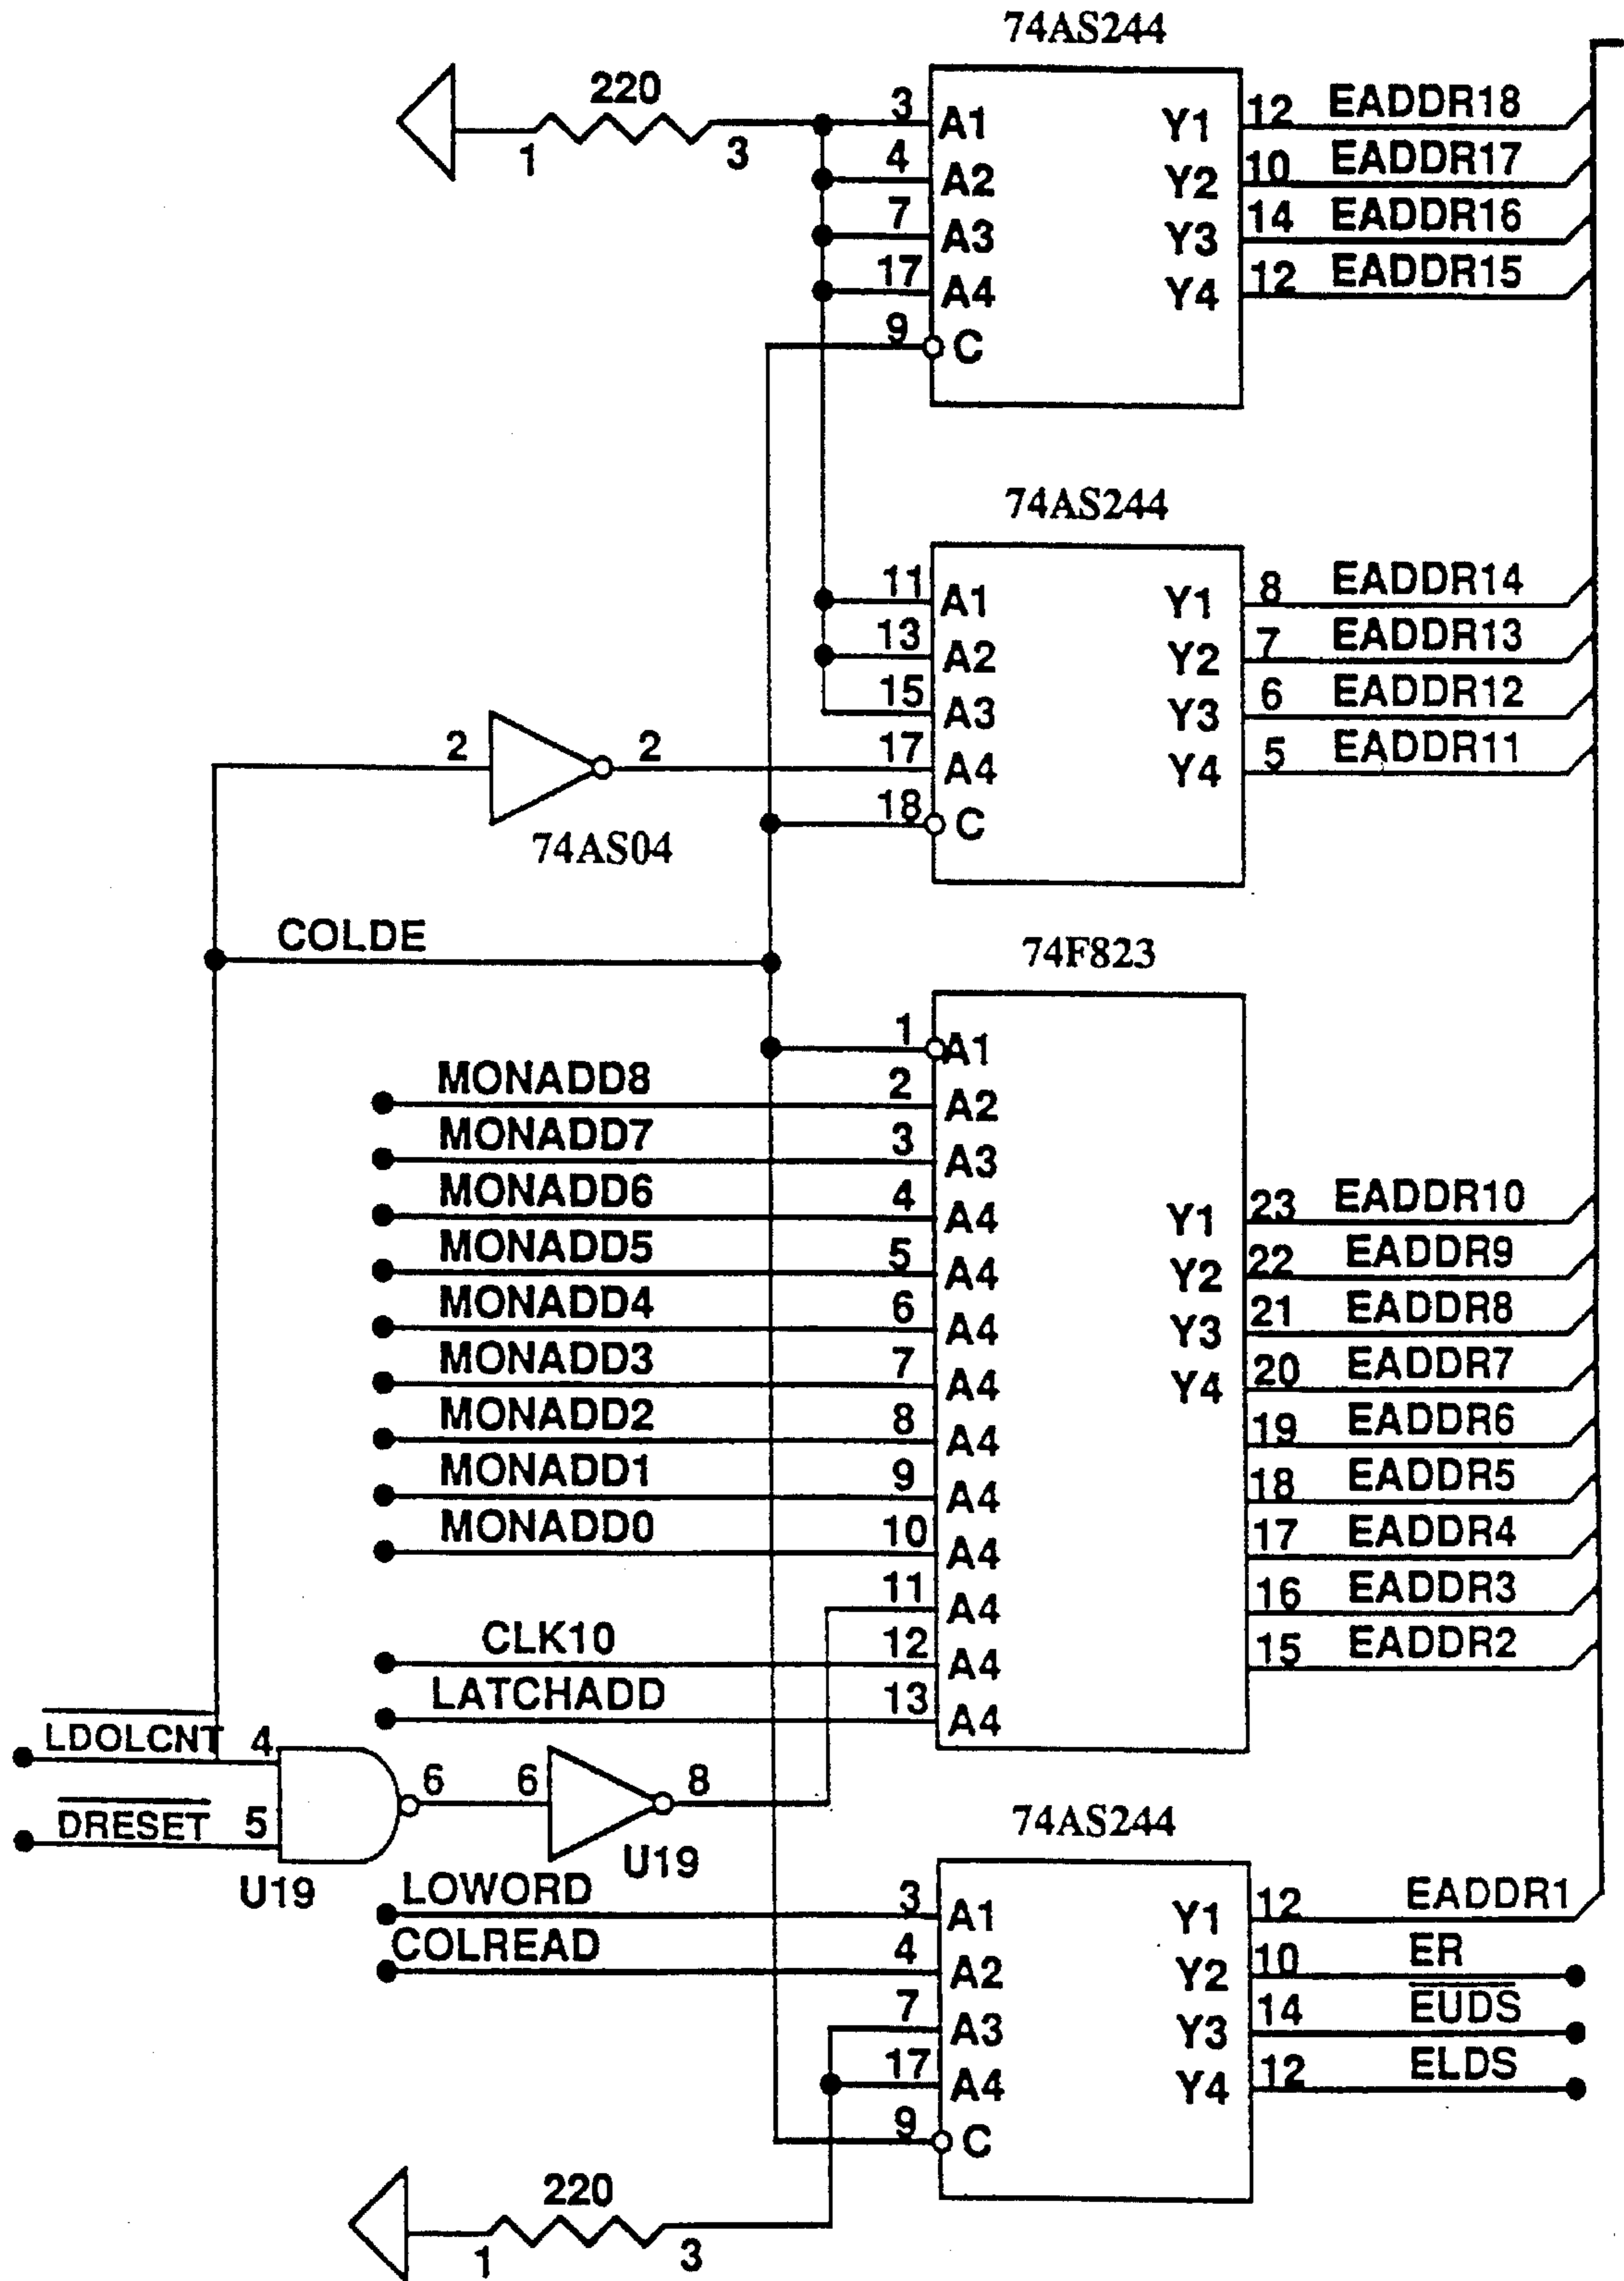 74AS244
220
1
3
3 A1 Y1 12 EADDR18
4 A2 Y2 10 EADDR17
7 A3 Y3 14 EADDR16
17 A4 Y4 12 EADDR15
9 C
74AS244
11 A1 Y1 8 EADDR14
13 A2 Y2 7 EADDR13
15 A3 Y3 6 EADDR12
2 2 17 A4 Y4 5 EADDR11
18 C
74AS04
COLDE
74F823
1 A1
MONADD8 2 A2
MONADD7 3 A3
MONADD6 4 A4 Y1 23 EADDR10
MONADD5 5 A4 Y2 22 EADDR9
MONADD4 6 A4 Y3 21 EADDR8
MONADD3 7 A4 Y4 20 EADDR7
MONADD2 8 A4 19 EADDR6
MONADD1 9 A4 18 EADDR5
MONADD0 10 A4 17 EADDR4
11 A4 16 EADDR3
CLK10 12 A4 15 EADDR2
LATCHADD 13 A4
LDOLCNT 4
6 6 8
DRESET 5
U19
U19
74AS244
LOWORD 3 A1 Y1 12 EADDR1
COLREAD 4 A2 Y2 10 ER
7 A3 Y3 14 EUDS
17 A4 Y4 12 ELDS
9 C
220
1
3